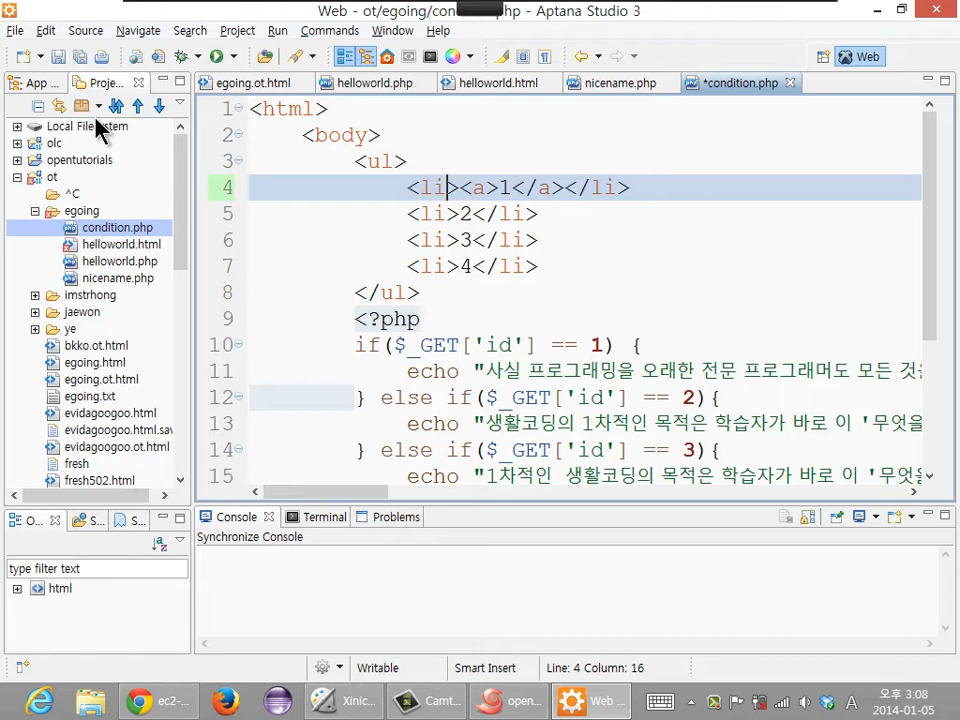 Web - ot/egoing/con
.php - Aptana Studio 3
File Edit Source Navigate Search Project Run Commands Window Help
Web
App ... Proje...
egoing.ot.html helloworld.php helloworld.html nicename.php *condition.php
Local File
tem
olc
opentutorials
ot
^C
egoing
condition.php
helloworld.html
helloworld.php
nicename.php
imstrhong
jaewon
ye
bkko.ot.html
egoing.html
egoing.ot.html
egoing.txt
evidagoogoo.html
evidagoogoo.html.sav
evidagoogoo.ot.html
fresh
fresh502.html
1 <html>
2 <body>
3 <ul>
4 <li><a>1</a></li>
5 <li>2</li>
6 <li>3</li>
7 <li>4</li>
8 </ul>
9 <?php
10 if($_GET['id'] == 1) {
11 echo "사실 프로그래밍을 오래한 전문 프로그래머도 모든 것을
12 } else if($_GET['id'] == 2){
13 echo "생활코딩의 1차적인 목적은 학습자가 바로 이 '무엇을
14 } else if($_GET['id'] == 3){
15 echo "1차적인 생활코딩의 목적은 학습자가 바로 이 '무엇을
O... S... S...
type filter text
html
Console Terminal Problems
Synchronize Console
Writable Smart Insert Line: 4 Column: 16
ec2-... Xinic... Camt... open... Web ...
A
오후 3:08
2014-01-05